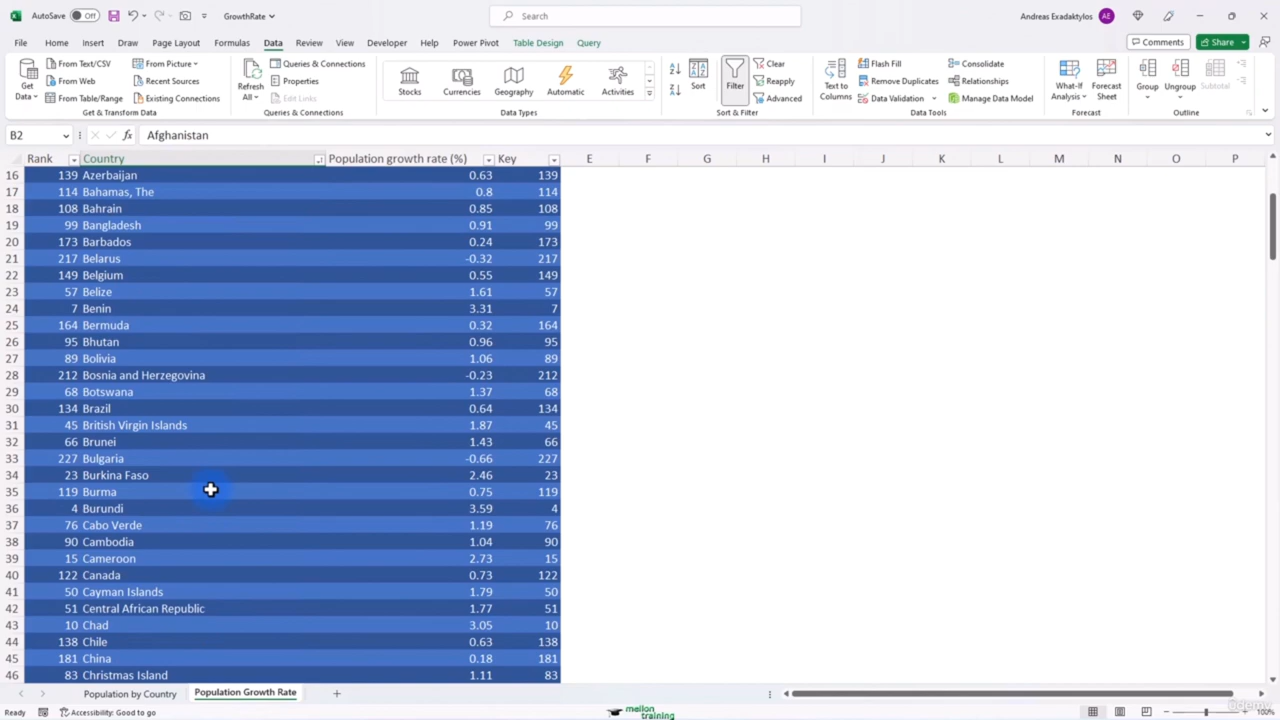 AutoSave Off GrowthRate Search Andreas Exadaktylos AE
File Home Insert Draw Page Layout Formulas Data Review View Developer Help Power Pivot Table Design Query Comments Share
Get Data From Text/CSV From Web From Table/Range From Picture Recent Sources Existing Connections
Get & Transform Data
Refresh All Queries & Connections Properties Edit Links
Queries & Connections
Stocks Currencies Geography Automatic Activities
Data Types
Sort Filter Clear Reapply Advanced
Sort & Filter
Text to Columns Flash Fill Remove Duplicates Data Validation Consolidate Relationships Manage Data Model
Data Tools
What-If Analysis Forecast Sheet
Forecast
Group Ungroup Subtotal
Outline
B2 fx Afghanistan
Rank Country Population growth rate (%) Key E F G H I J K L M N O P
16 139 Azerbaijan 0.63 139
17 114 Bahamas, The 0.8 114
18 108 Bahrain 0.85 108
19 99 Bangladesh 0.91 99
20 173 Barbados 0.24 173
21 217 Belarus -0.32 217
22 149 Belgium 0.55 149
23 57 Belize 1.61 57
24 7 Benin 3.31 7
25 164 Bermuda 0.32 164
26 95 Bhutan 0.96 95
27 89 Bolivia 1.06 89
28 212 Bosnia and Herzegovina -0.23 212
29 68 Botswana 1.37 68
30 134 Brazil 0.64 134
31 45 British Virgin Islands 1.87 45
32 66 Brunei 1.43 66
33 227 Bulgaria -0.66 227
34 23 Burkina Faso 2.46 23
35 119 Burma 0.75 119
36 4 Burundi 3.59 4
37 76 Cabo Verde 1.19 76
38 90 Cambodia 1.04 90
39 15 Cameroon 2.73 15
40 122 Canada 0.73 122
41 50 Cayman Islands 1.79 50
42 51 Central African Republic 1.77 51
43 10 Chad 3.05 10
44 138 Chile 0.63 138
45 181 China 0.18 181
46 83 Christmas Island 1.11 83
Population by Country Population Growth Rate
Ready Accessibility: Good to go mellon training 100%
udemy